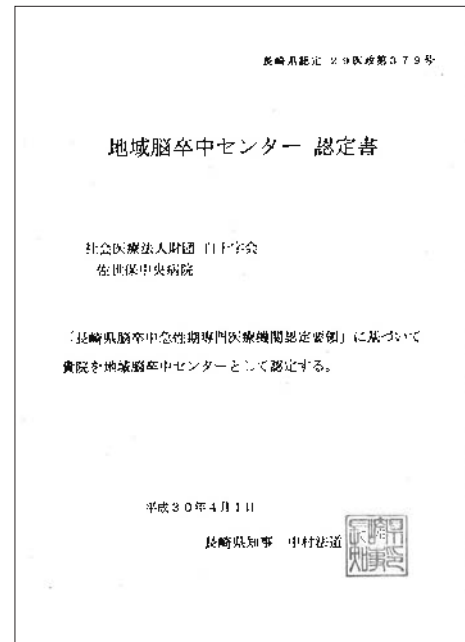 長崎県認定 29医政第379号
地域脳卒中センター 認定書
社会医療法人財団 白十字会
佐世保中央病院
「長崎県脳卒中急性期専門医療機関認定要領」に基づいて
貴院を地域脳卒中センターとして認定する。
平成30年4月1日
長崎県知事 中村法道